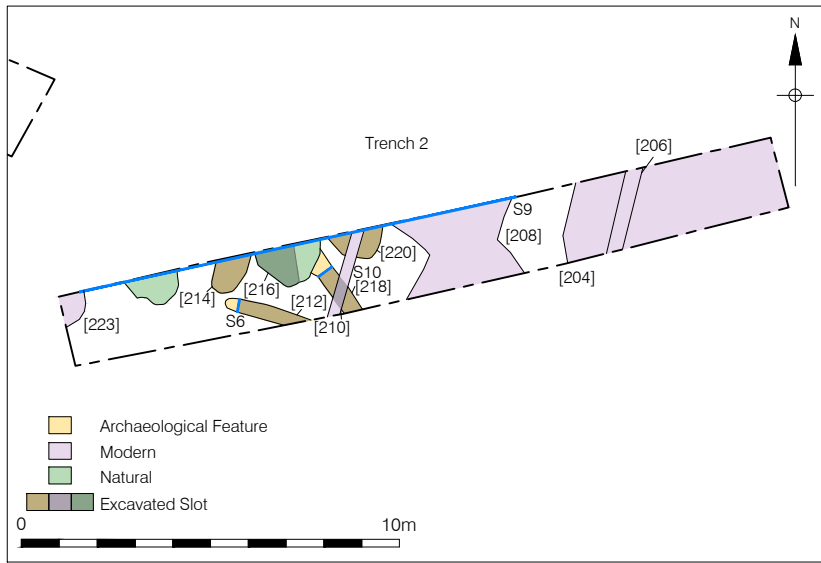 N
Trench 2
[206]
S9
[208]
[220]
S10
[204]
[214]
[216]
[212]
[218]
[223]
S6
[210]
Archaeological Feature
Modern
Natural
Excavated Slot
0
10m